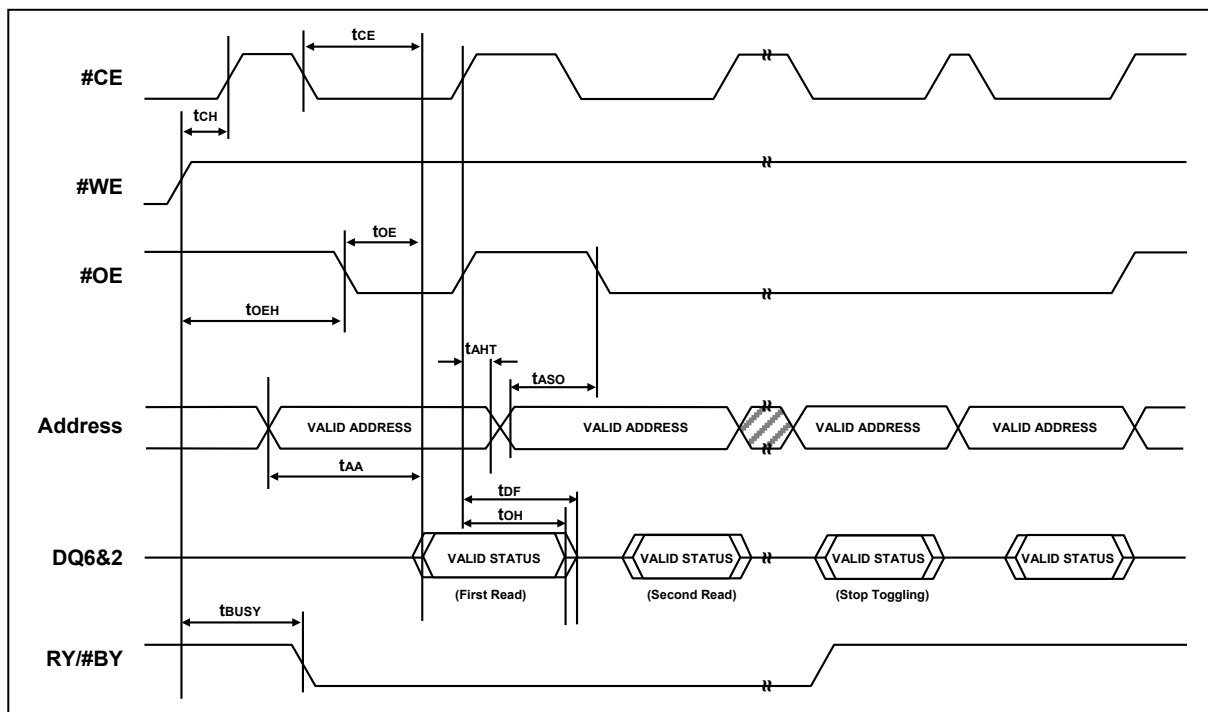 tCE
#CE
tCH
#WE
tOE
#OE
tOEH
tAHT
tASO
Address
VALID ADDRESS
VALID ADDRESS
VALID ADDRESS
VALID ADDRESS
tAA
tDF
tOH
DQ6&2
VALID STATUS
VALID STATUS
VALID STATUS
VALID STATUS
(First Read)
(Second Read)
(Stop Toggling)
tBUSY
RY/#BY